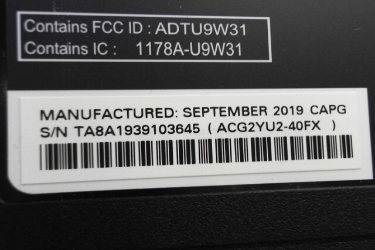 Contains FCC ID : ADTU9W31
Contains IC : 1178A-U9W31
MANUFACTURED: SEPTEMBER 2019 CAPG
S/N TA8A1939103645 ( ACG2YU2-40FX )